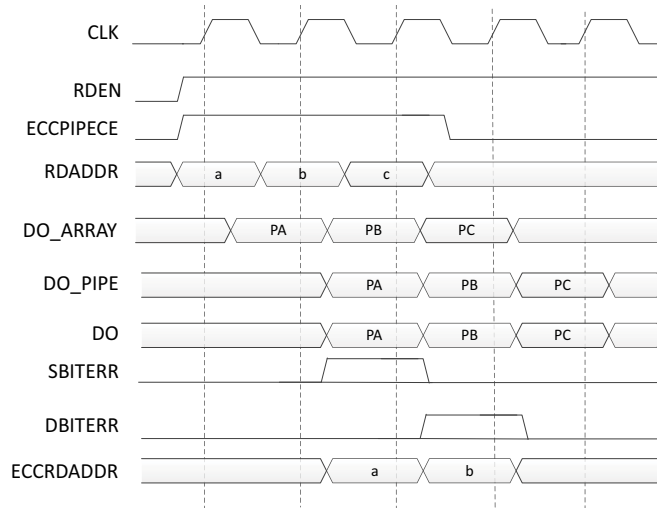 CLK
RDEN
ECCPIPECE
RDADDR a b c
DO_ARRAY PA PB PC
DO_PIPE PA PB PC
DO PA PB PC
SBITERR
DBITERR
ECCRDADDR a b